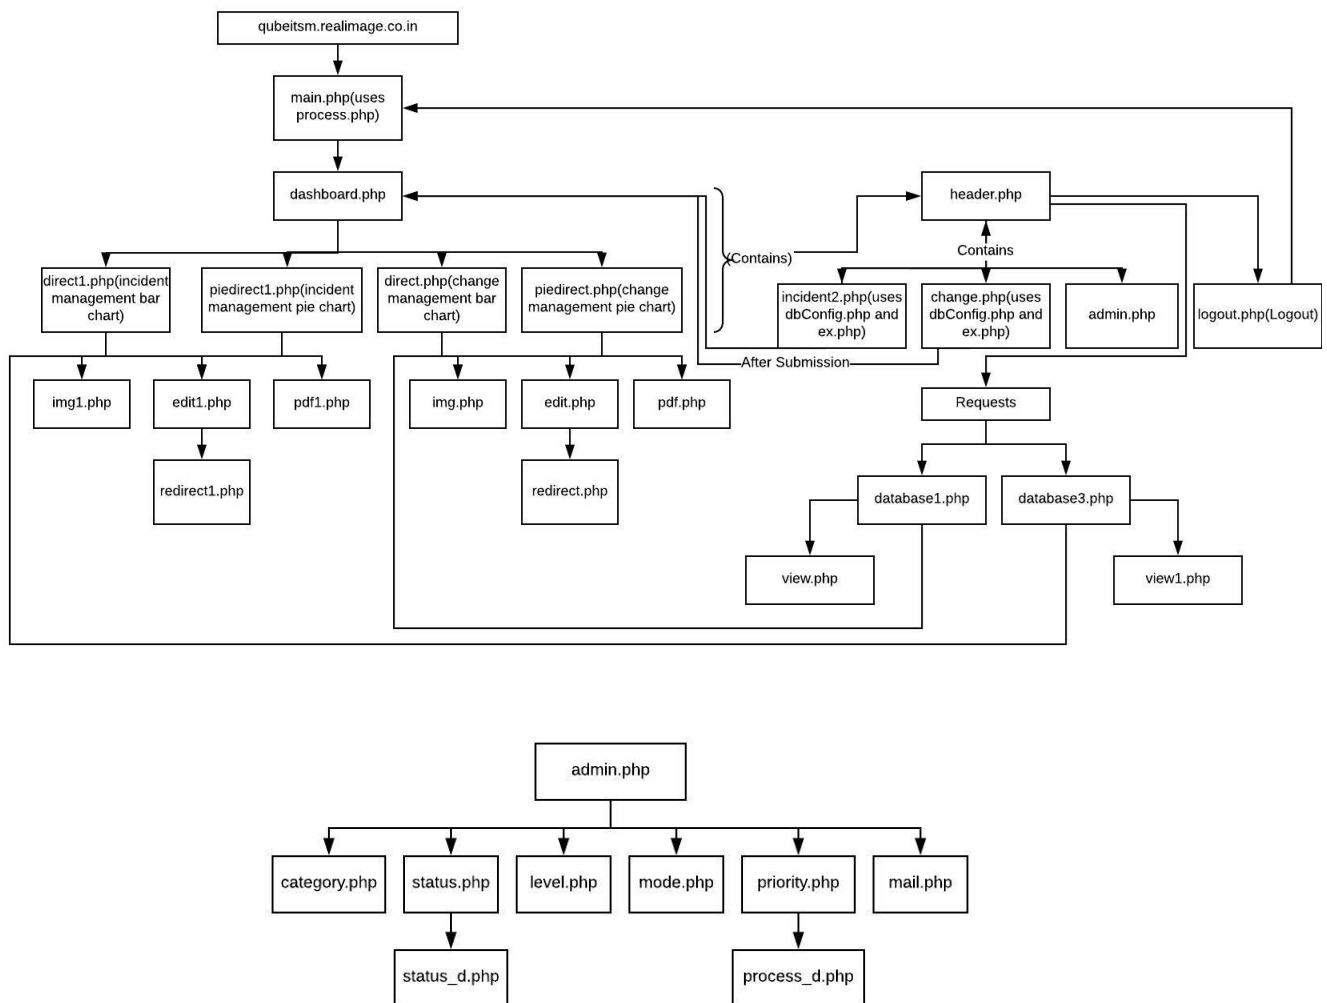 qubeitsm.realimage.co.in
main.php(uses
process.php)
dashboard.php
header.php
(Contains)
Contains
direct1.php(incident
management bar
chart)
piedirect1.php(incident
management pie chart)
direct.php(change
management bar
chart)
piedirect.php(change
management pie chart)
incident2.php(uses
dbConfig.php and
ex.php)
change.php(uses
dbConfig.php and
ex.php)
admin.php
logout.php(Logout)
After Submission
img1.php
edit1.php
pdf1.php
img.php
edit.php
pdf.php
Requests
redirect1.php
redirect.php
database1.php
database3.php
view.php
view1.php
admin.php
category.php
status.php
level.php
mode.php
priority.php
mail.php
status_d.php
process_d.php